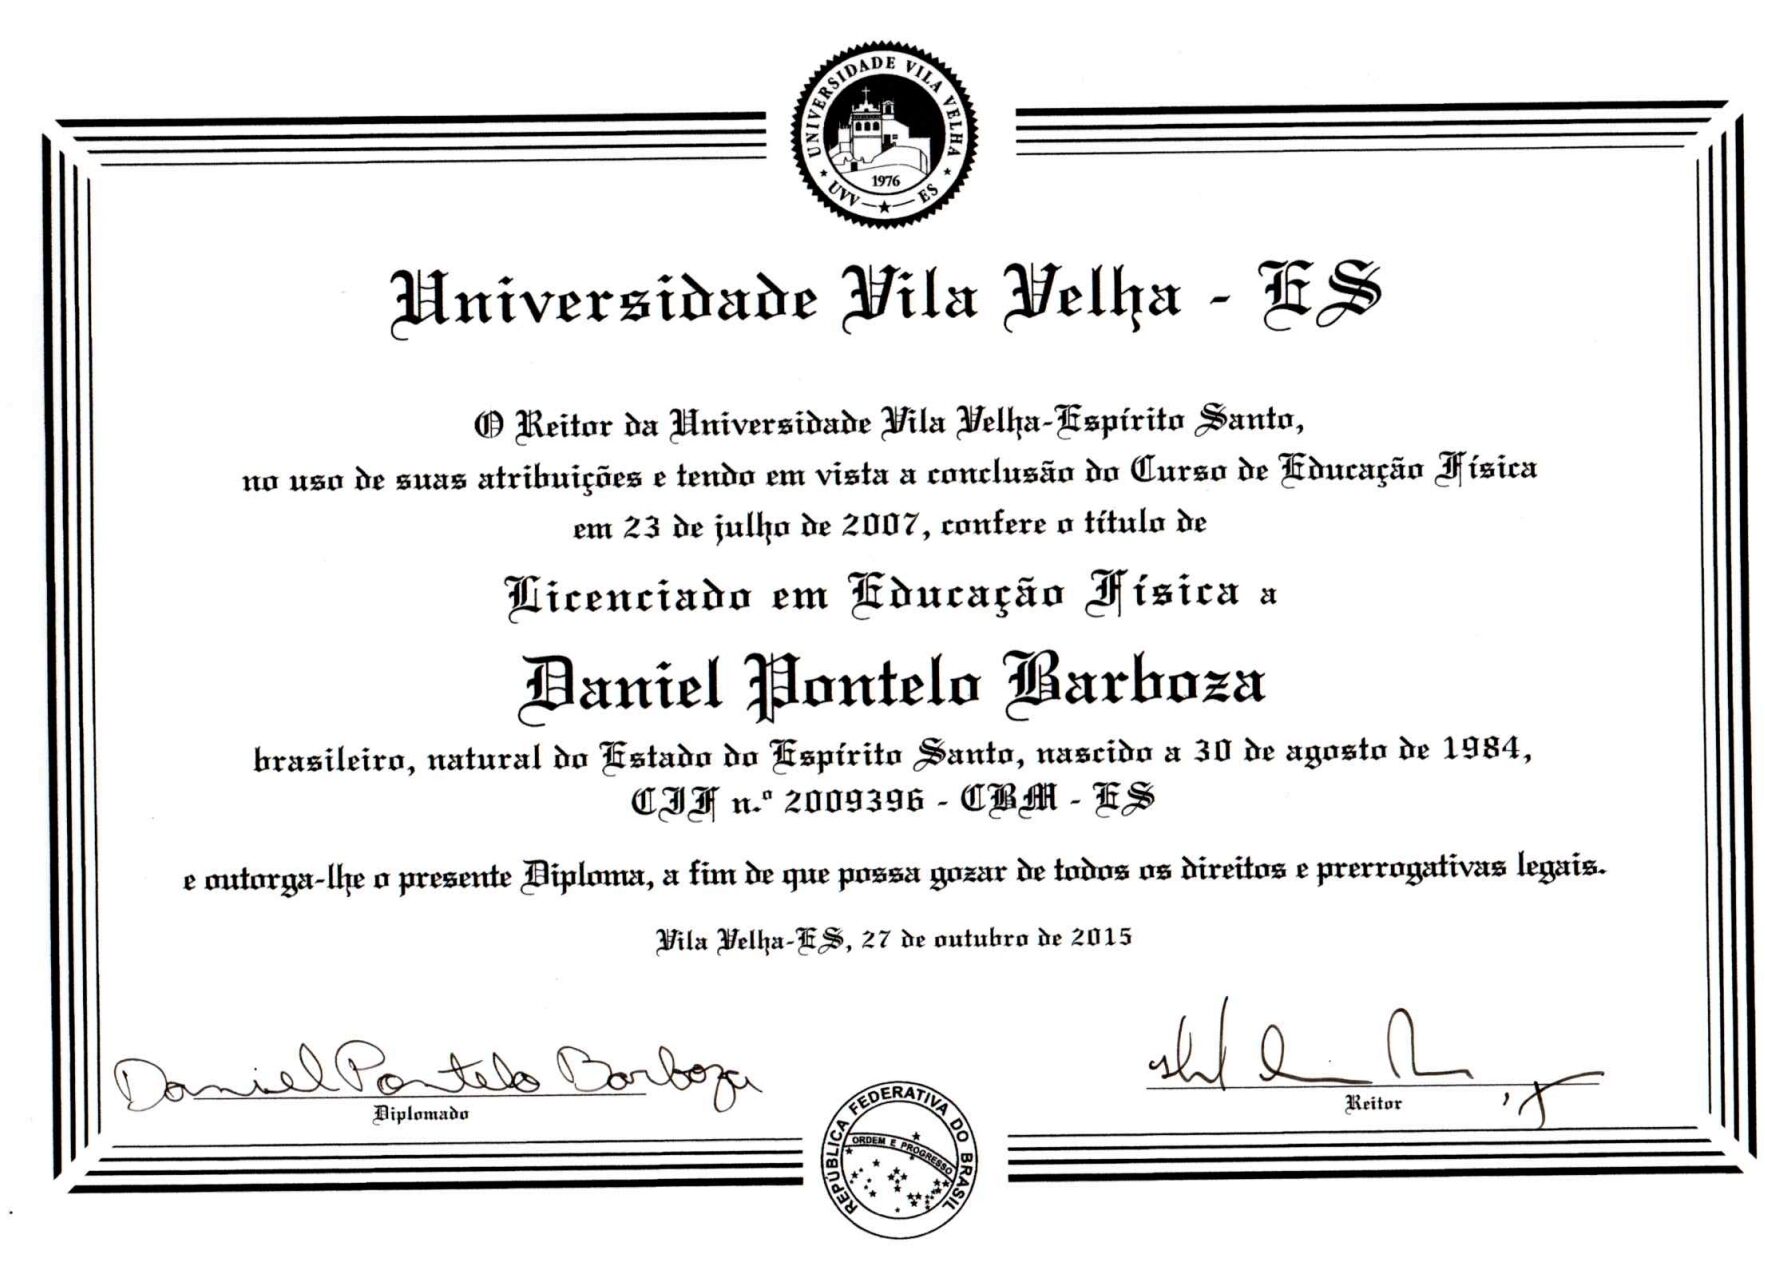 UNIVERSIDADE VILA VELHA
1976
UVV ES
Universidade Vila Velha - ES
O Reitor da Universidade Vila Velha-Espírito Santo,
no uso de suas atribuições e tendo em vista a conclusão do Curso de Educação Física
em 23 de julho de 2007, confere o título de
Licenciado em Educação Física a
Daniel Pontelo Barboza
brasileiro, natural do Estado do Espírito Santo, nascido a 30 de agosto de 1984,
CIF n.º 2009396 - CBM - ES
e outorga-lhe o presente Diploma, a fim de que possa gozar de todos os direitos e prerrogativas legais.
Vila Velha-ES, 27 de outubro de 2015
Daniel Pontelo Barboza
Diplomado
Reitor
REPÚBLICA FEDERATIVA DO BRASIL
ORDEM E PROGRESSO